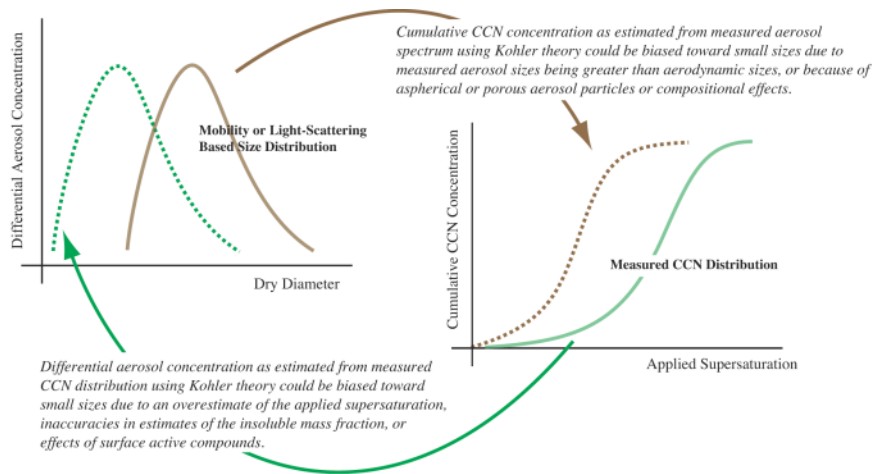 Cumulative CCN concentration as estimated from measured aerosol
spectrum using Kohler theory could be biased toward small sizes due to
measured aerosol sizes being greater than aerodynamic sizes, or because of
aspherical or porous aerosol particles or compositional effects.
Differential Aerosol Concentration
Mobility or Light-Scattering
Based Size Distribution
Dry Diameter
Cumulative CCN Concentration
Measured CCN Distribution
Applied Supersaturation
Differential aerosol concentration as estimated from measured
CCN distribution using Kohler theory could be biased toward
small sizes due to an overestimate of the applied supersaturation,
inaccuracies in estimates of the insoluble mass fraction, or
effects of surface active compounds.